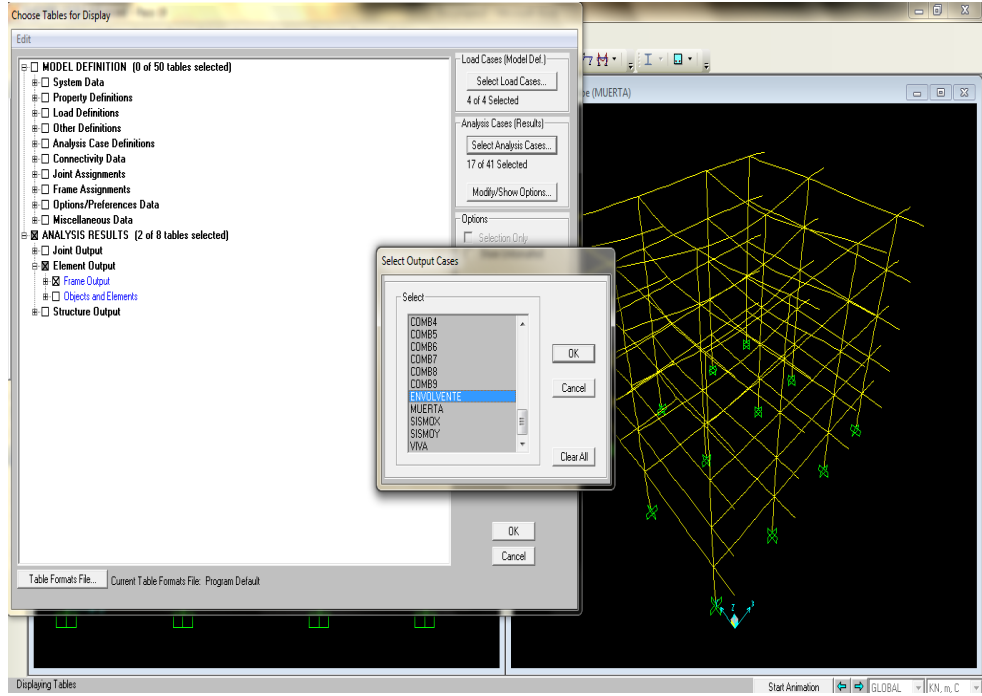 Choose Tables for Display
Edit
MODEL DEFINITION (0 of 50 tables selected)
System Data
Property Definitions
Load Definitions
Other Definitions
Analysis Case Definitions
Connectivity Data
Joint Assignments
Frame Assignments
Options/Preferences Data
Miscellaneous Data
ANALYSIS RESULTS (2 of 8 tables selected)
Joint Output
Element Output
Frame Output
Objects and Elements
Structure Output
Load Cases (Model Def.)
Select Load Cases...
4 of 4 Selected
Analysis Cases (Results)
Select Analysis Cases...
17 of 41 Selected
Modify/Show Options...
Options
Selection Only
OK
Cancel
Table Formats File...
Current Table Formats File: Program Default
Select Output Cases
Select
COMB4
COMB5
COMB6
COMB7
COMB8
COMB9
ENVOLVENTE
MUERTA
SISMOX
SISMOY
VIVA
OK
Cancel
Clear All
(MUERTA)
Z
Displaying Tables
Start Animation
GLOBAL
KN, m, C